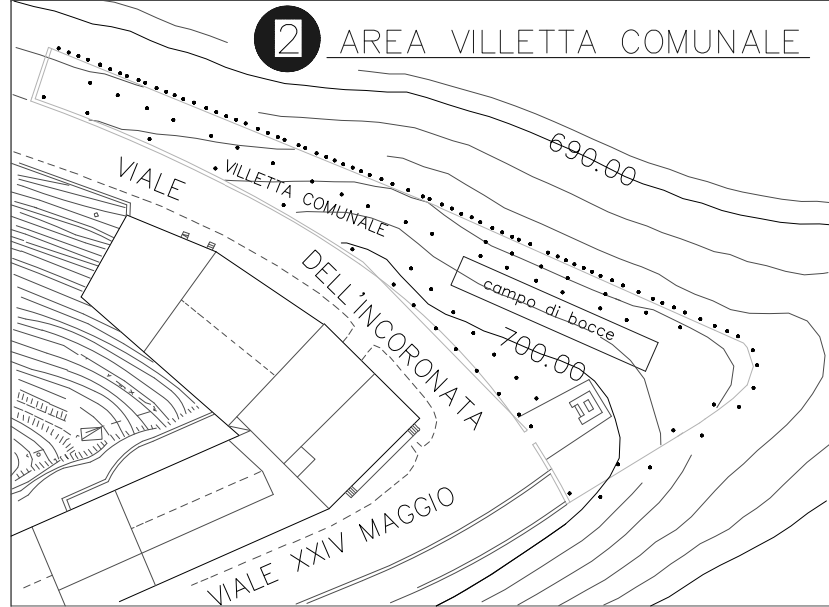 2 AREA VILLETTA COMUNALE
690.00
VIALE DELL'INCORONATA
VILLETTA COMUNALE
campo di bocce
700.00
VIALE XXIV MAGGIO